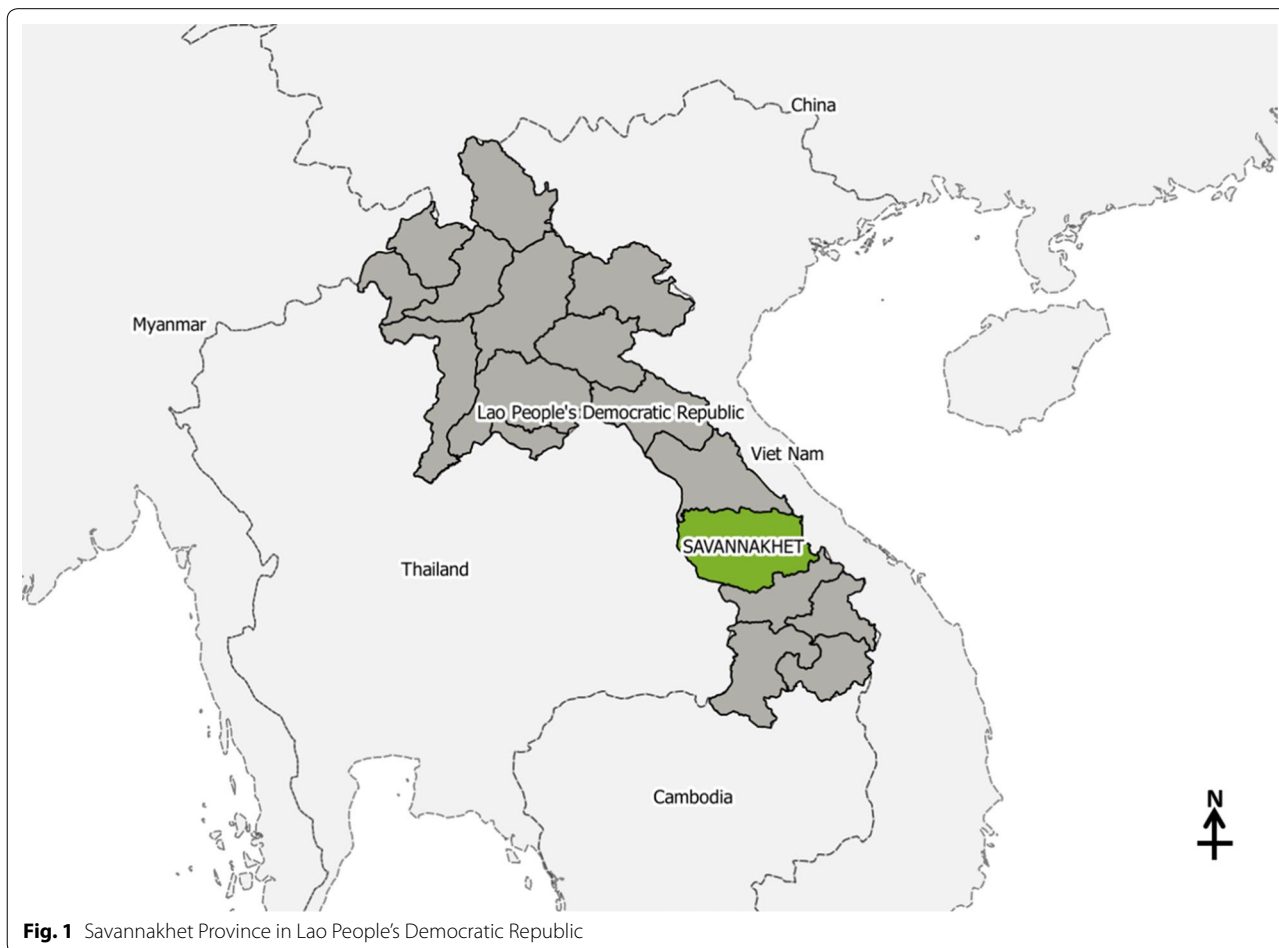 China
Myanmar
Lao People's Democratic Republic
Viet Nam
SAVANNAKHET
Thailand
Cambodia
N
Fig. 1 Savannakhet Province in Lao People's Democratic Republic